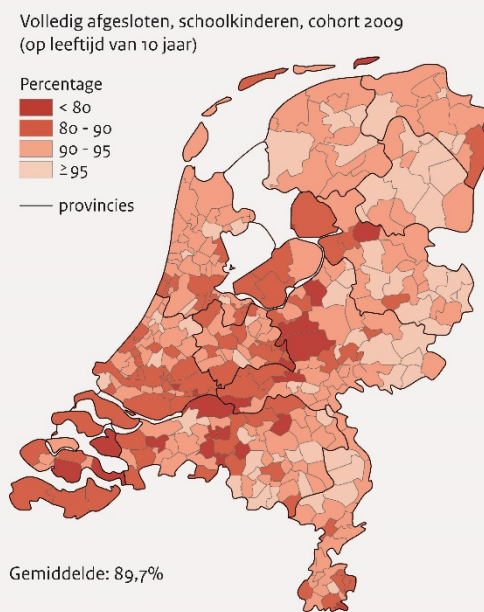 Volledig afgesloten, schoolkinderen, cohort 2009
(op leeftijd van 10 jaar)
Percentage
< 80
80 - 90
90 - 95
≥ 95
provincies
Gemiddelde: 89,7%